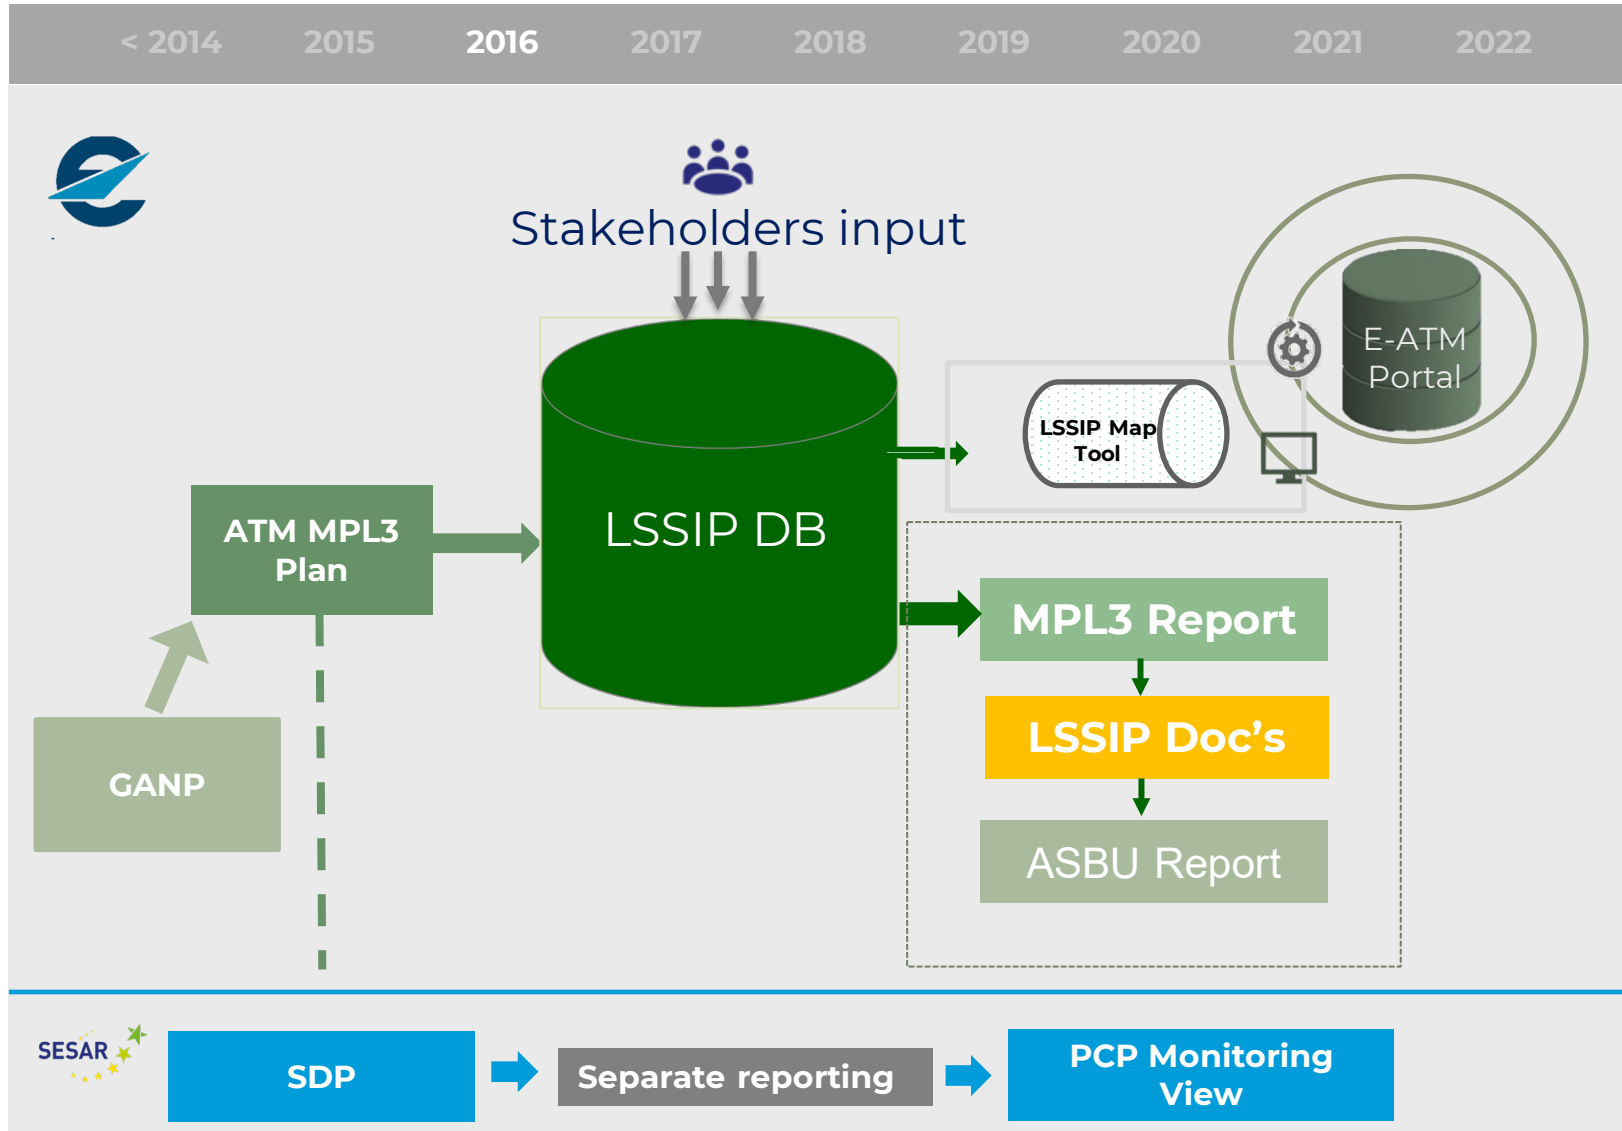 < 2014 2015 2016 2017 2018 2019 2020 2021 2022
Stakeholders input
E-ATM
Portal
LSSIP Map
Tool
LSSIP DB
ATM MPL3
Plan
MPL3 Report
LSSIP Doc's
GANP
ASBU Report
SESAR
SDP
Separate reporting
PCP Monitoring
View